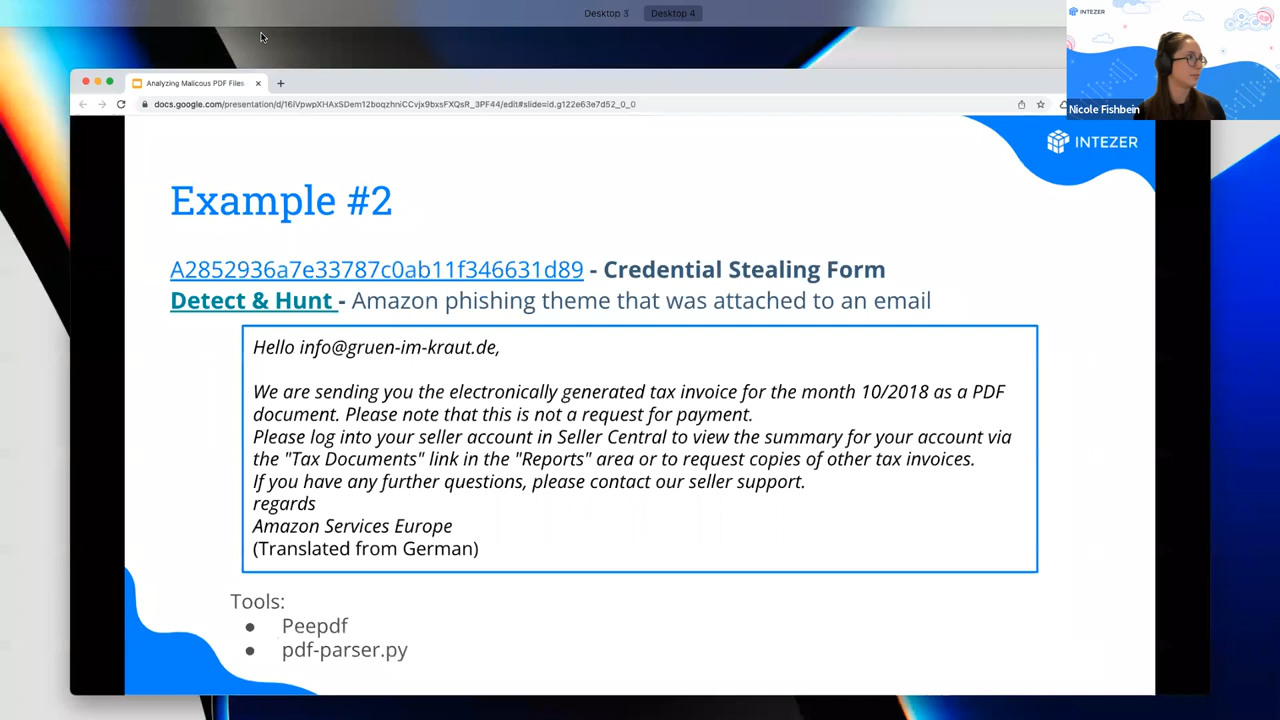 Desktop 3 Desktop 4
INTEZER
Nicole Fishbein
Analyzing Malicous PDF Files
docs.google.com/presentation/d/16lVpwpXHAxSDem12boqzhniCCvjx9bxsFXQsR_3PF44/edit#slide=id.g122e63e7d52_0_0
INTEZER
Example #2
A2852936a7e33787c0ab11f346631d89 - Credential Stealing Form
Detect & Hunt - Amazon phishing theme that was attached to an email
Hello info@gruen-im-kraut.de,
We are sending you the electronically generated tax invoice for the month 10/2018 as a PDF
document. Please note that this is not a request for payment.
Please log into your seller account in Seller Central to view the summary for your account via
the "Tax Documents" link in the "Reports" area or to request copies of other tax invoices.
If you have any further questions, please contact our seller support.
regards
Amazon Services Europe
(Translated from German)
Tools:
● Peepdf
● pdf-parser.py